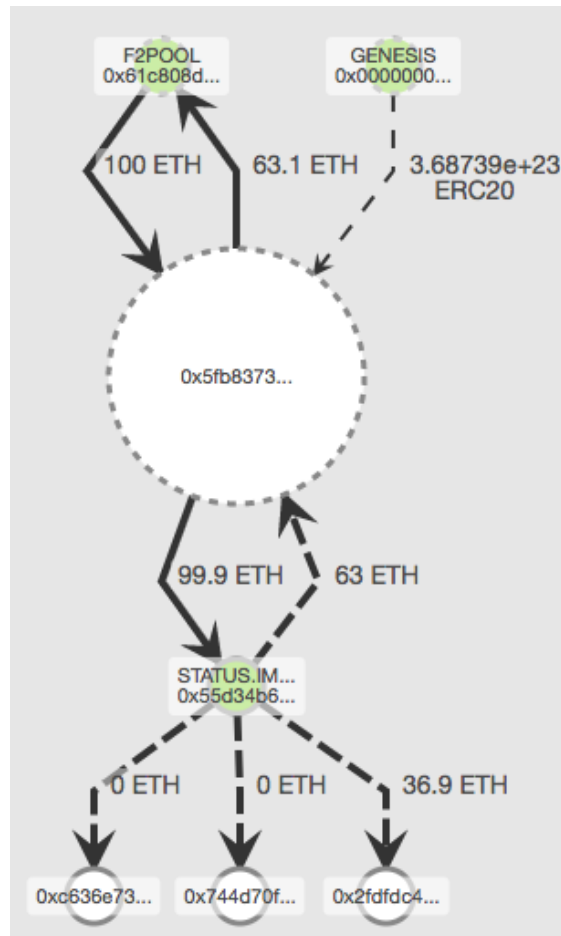 F2POOL
0x61c808d...
GENESIS
0x0000000...
100 ETH
63.1 ETH
3.68739e+23
ERC20
0x5fb8373...
99.9 ETH
63 ETH
STATUS.IM...
0x55d34b6...
0 ETH
0 ETH
36.9 ETH
0xc636e73...
0x744d70f...
0x2fdfdc4...